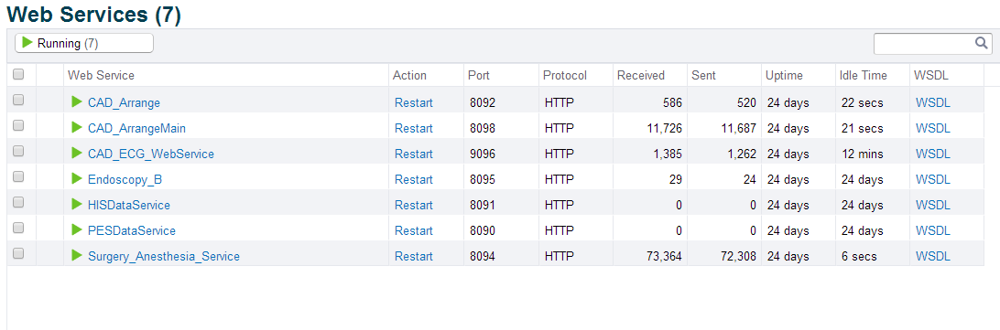 Web Services (7)
Running (7)
Web Service Action Port Protocol Received Sent Uptime Idle Time WSDL
CAD_Arrange Restart 8092 HTTP 586 520 24 days 22 secs WSDL
CAD_ArrangeMain Restart 8098 HTTP 11,726 11,687 24 days 21 secs WSDL
CAD_ECG_WebService Restart 9096 HTTP 1,385 1,262 24 days 12 mins WSDL
Endoscopy_B Restart 8095 HTTP 29 24 24 days 24 days WSDL
HISDataService Restart 8091 HTTP 0 0 24 days 24 days WSDL
PESDataService Restart 8090 HTTP 0 0 24 days 24 days WSDL
Surgery_Anesthesia_Service Restart 8094 HTTP 73,364 72,308 24 days 6 secs WSDL